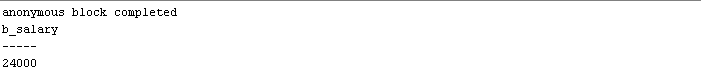 anonymous block completed
b_salary
-----
24000